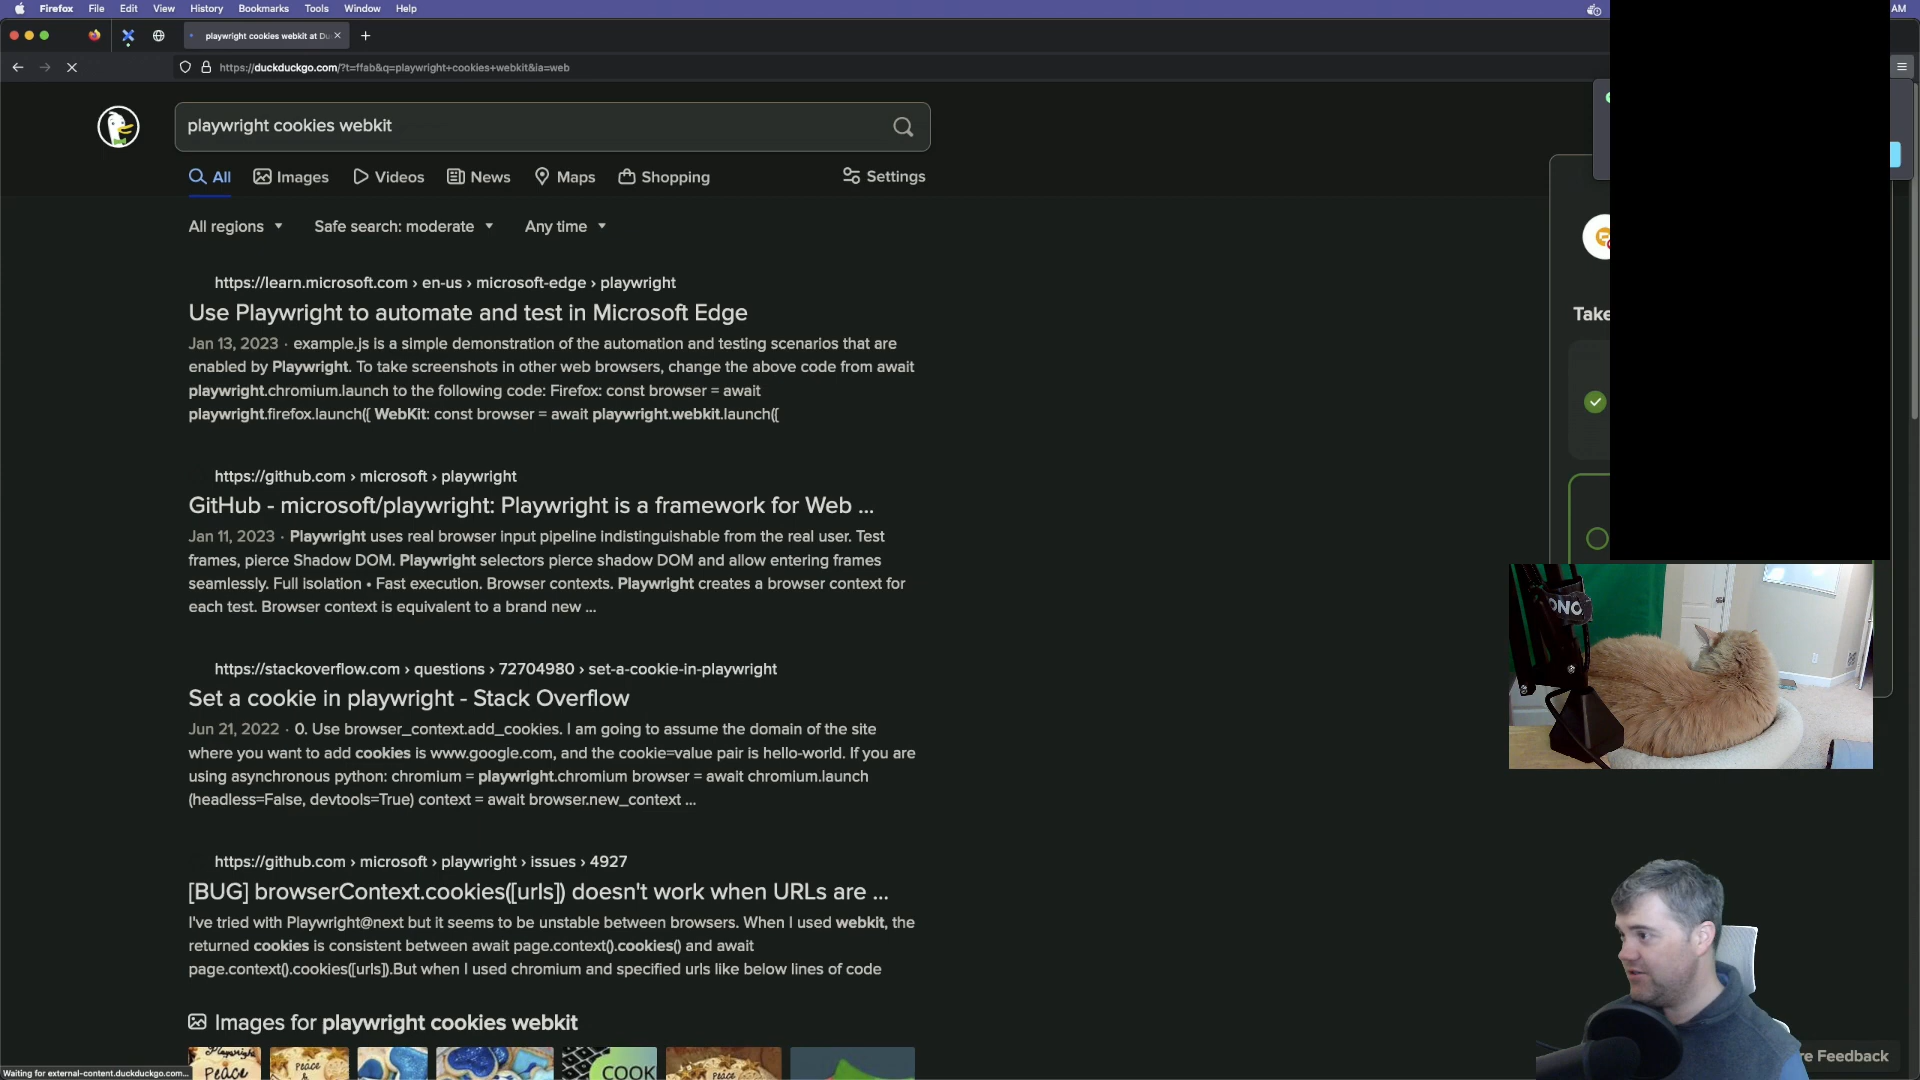 Firefox File Edit View History Bookmarks Tools Window Help
AM
playwright cookies webkit at Du
https://duckduckgo.com/?t=ffab&q=playwright+cookies+webkit&ia=web
playwright cookies webkit
All Images Videos News Maps Shopping Settings
All regions Safe search: moderate Any time
https://learn.microsoft.com › en-us › microsoft-edge › playwright
Use Playwright to automate and test in Microsoft Edge
Jan 13, 2023 · example.js is a simple demonstration of the automation and testing scenarios that are
enabled by Playwright. To take screenshots in other web browsers, change the above code from await
playwright.chromium.launch to the following code: Firefox: const browser = await
playwright.firefox.launch({ WebKit: const browser = await playwright.webkit.launch({
Take
https://github.com › microsoft › playwright
GitHub - microsoft/playwright: Playwright is a framework for Web ...
Jan 11, 2023 · Playwright uses real browser input pipeline indistinguishable from the real user. Test
frames, pierce Shadow DOM. Playwright selectors pierce shadow DOM and allow entering frames
seamlessly. Full isolation • Fast execution. Browser contexts. Playwright creates a browser context for
each test. Browser context is equivalent to a brand new ...
https://stackoverflow.com › questions › 72704980 › set-a-cookie-in-playwright
Set a cookie in playwright - Stack Overflow
Jun 21, 2022 · 0. Use browser_context.add_cookies. I am going to assume the domain of the site
where you want to add cookies is www.google.com, and the cookie=value pair is hello-world. If you are
using asynchronous python: chromium = playwright.chromium browser = await chromium.launch
(headless=False, devtools=True) context = await browser.new_context ...
https://github.com › microsoft › playwright › issues › 4927
[BUG] browserContext.cookies([urls]) doesn't work when URLs are ...
I've tried with Playwright@next but it seems to be unstable between browsers. When I used webkit, the
returned cookies is consistent between await page.context().cookies() and await
page.context().cookies([urls]).But when I used chromium and specified urls like below lines of code
Images for playwright cookies webkit
Peace
PEACE
COOK
Peace
re Feedback
Waiting for external-content.duckduckgo.com...